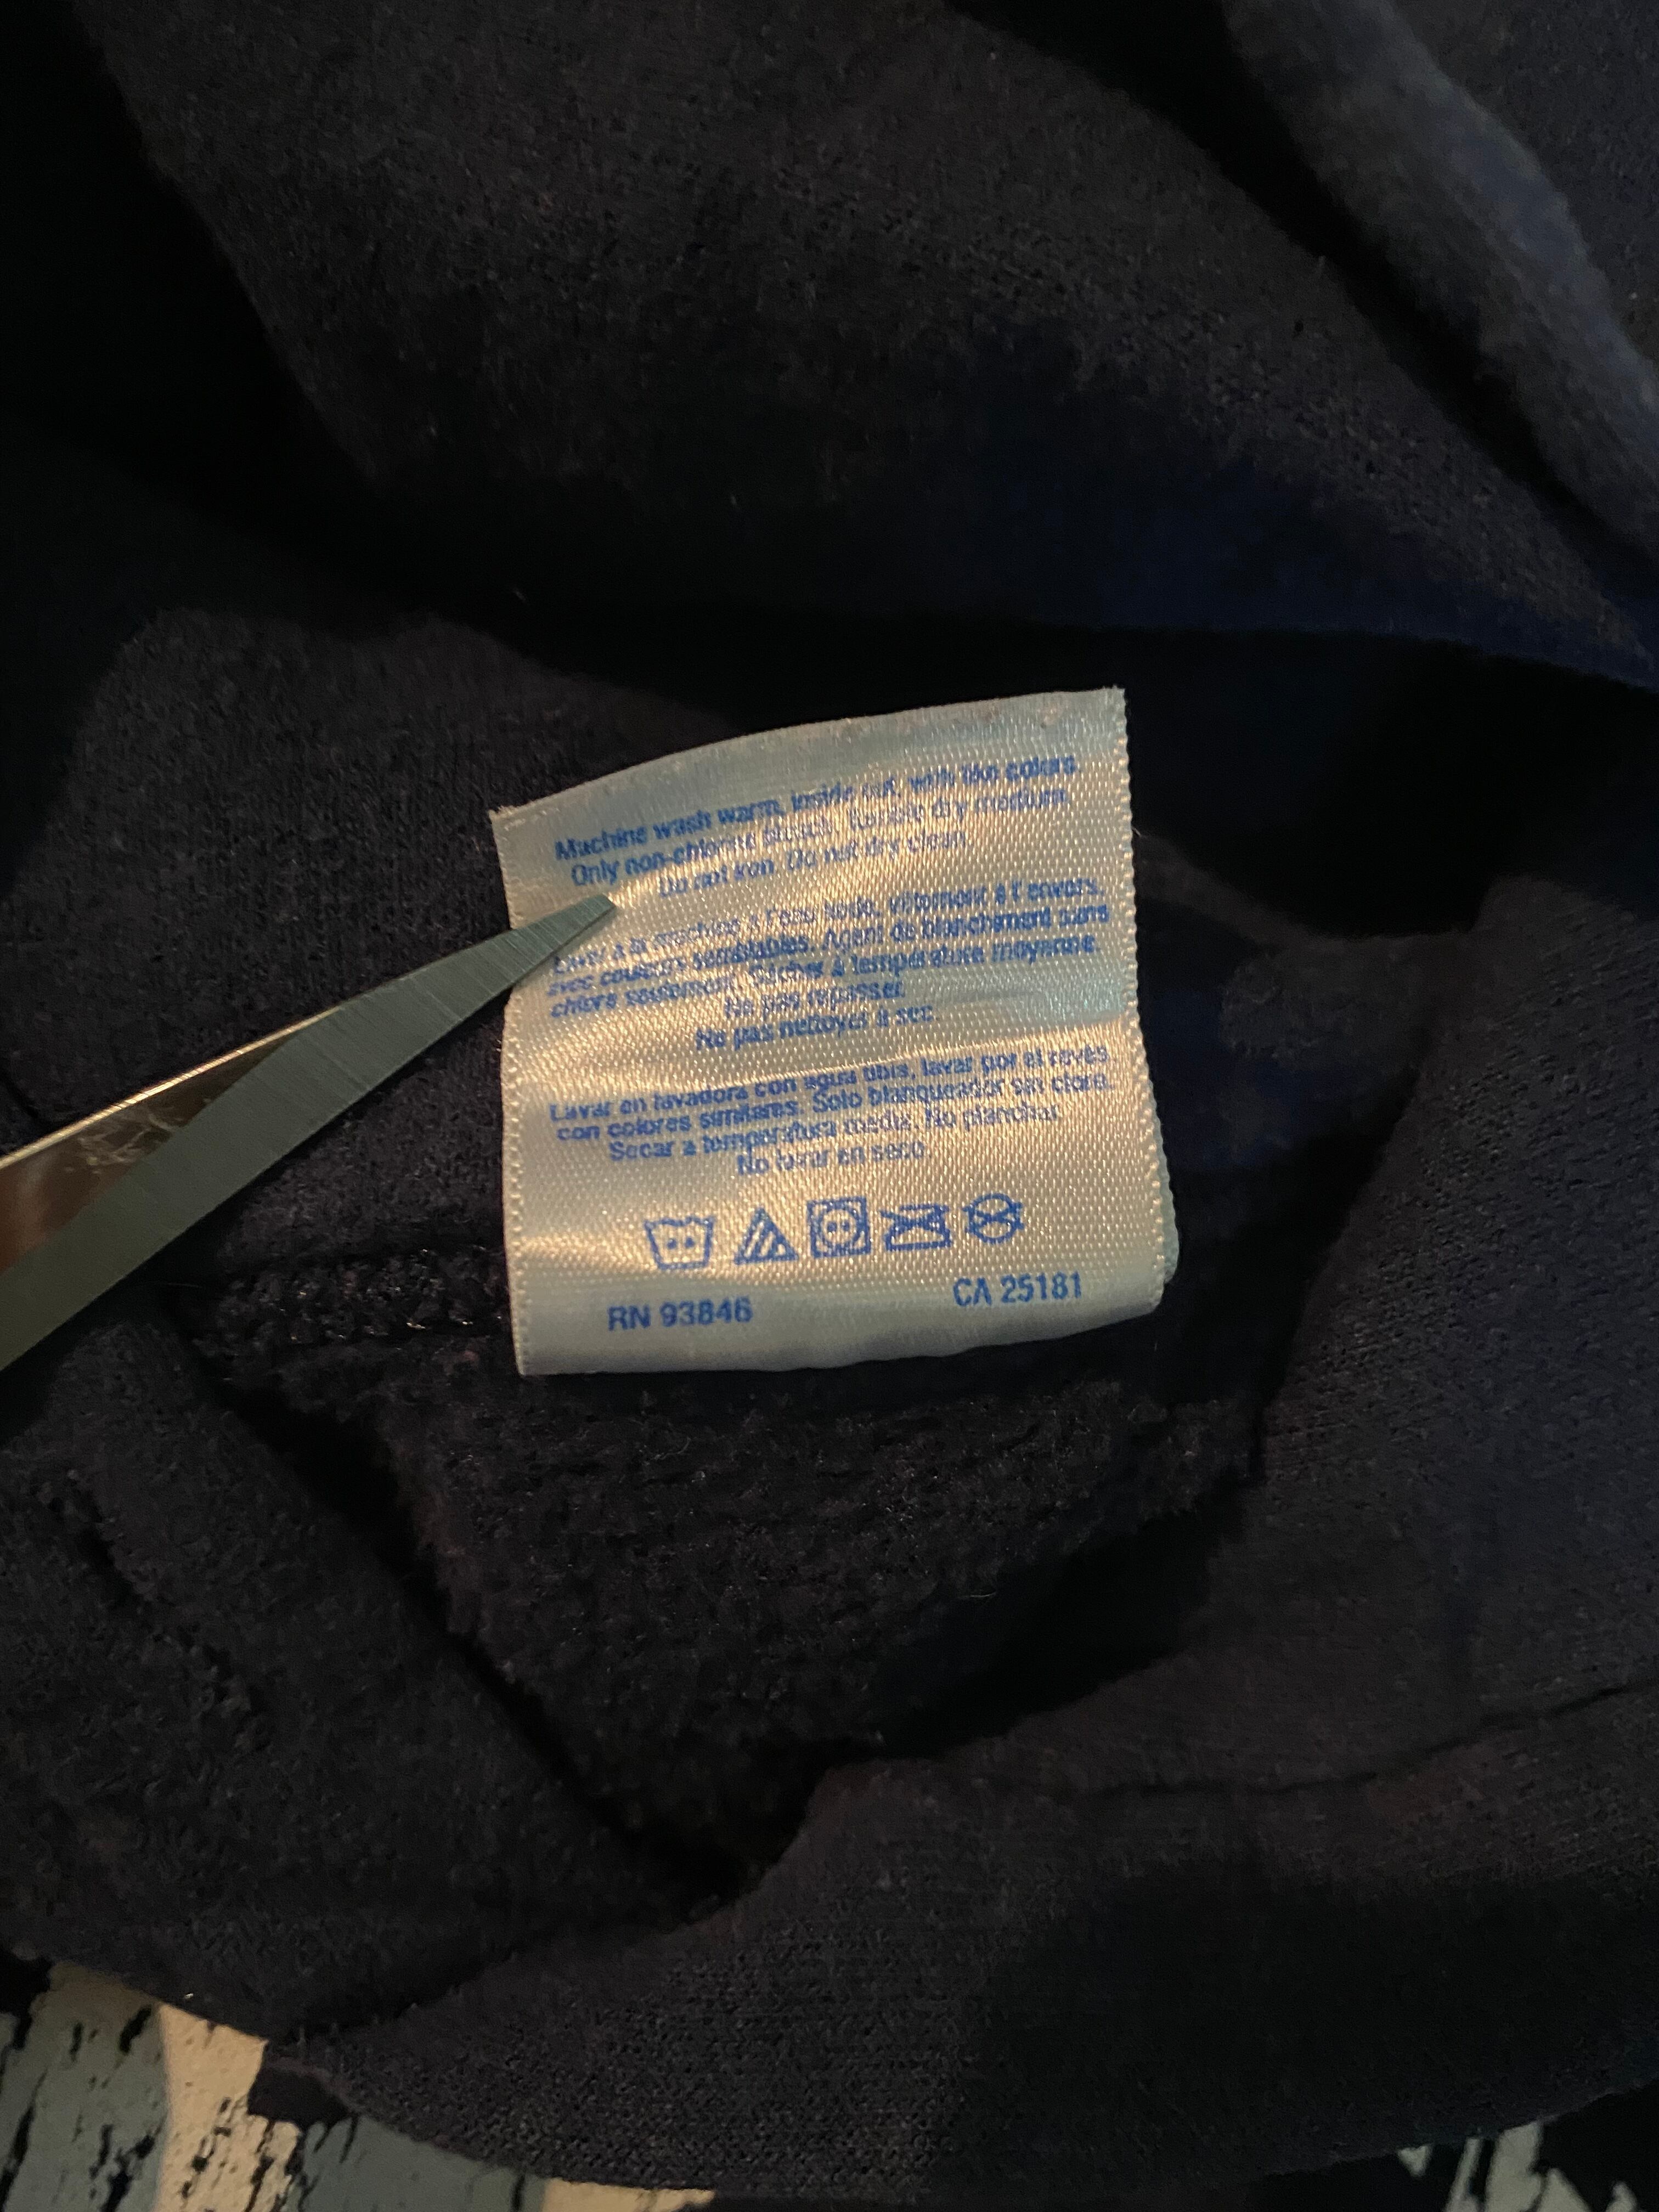 Machine wash warm, inside out, with like colors.
Only non-chlorine bleach. Tumble dry medium.
Do not iron. Do not dry clean.
Laver à la machine à l'eau tiède, vêtement à l'envers,
avec couleurs semblables. Agent de blanchiment sans
chlore seulement. Sécher à température moyenne.
Ne pas repasser.
Ne pas nettoyer à sec.
Lavar en lavadora con agua tibia, lavar por el revés
con colores similares. Solo blanqueador sin cloro.
Secar a temperatura media. No planchar.
No lavar en seco.
RN 93846
CA 25181